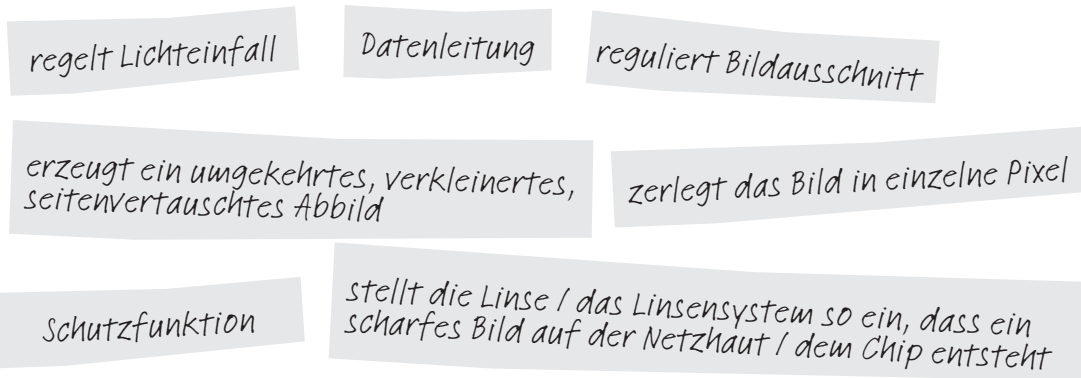 regelt Lichteinfall
Datenleitung
reguliert Bildausschnitt
erzeugt ein umgekehrtes, verkleinertes,
seitenvertauschtes Abbild
zerlegt das Bild in einzelne Pixel
Schutzfunktion
stellt die Linse / das Linsensystem so ein, dass ein
scharfes Bild auf der Netzhaut / dem Chip entsteht